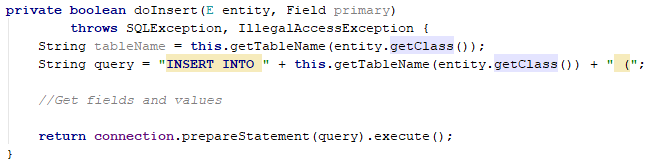 private boolean doInsert(E entity, Field primary)
throws SQLException, IllegalAccessException {
String tableName = this.getTableName(entity.getClass());
String query = "INSERT INTO " + this.getTableName(entity.getClass()) + " (";
//Get fields and values
return connection.prepareStatement(query).execute();
}